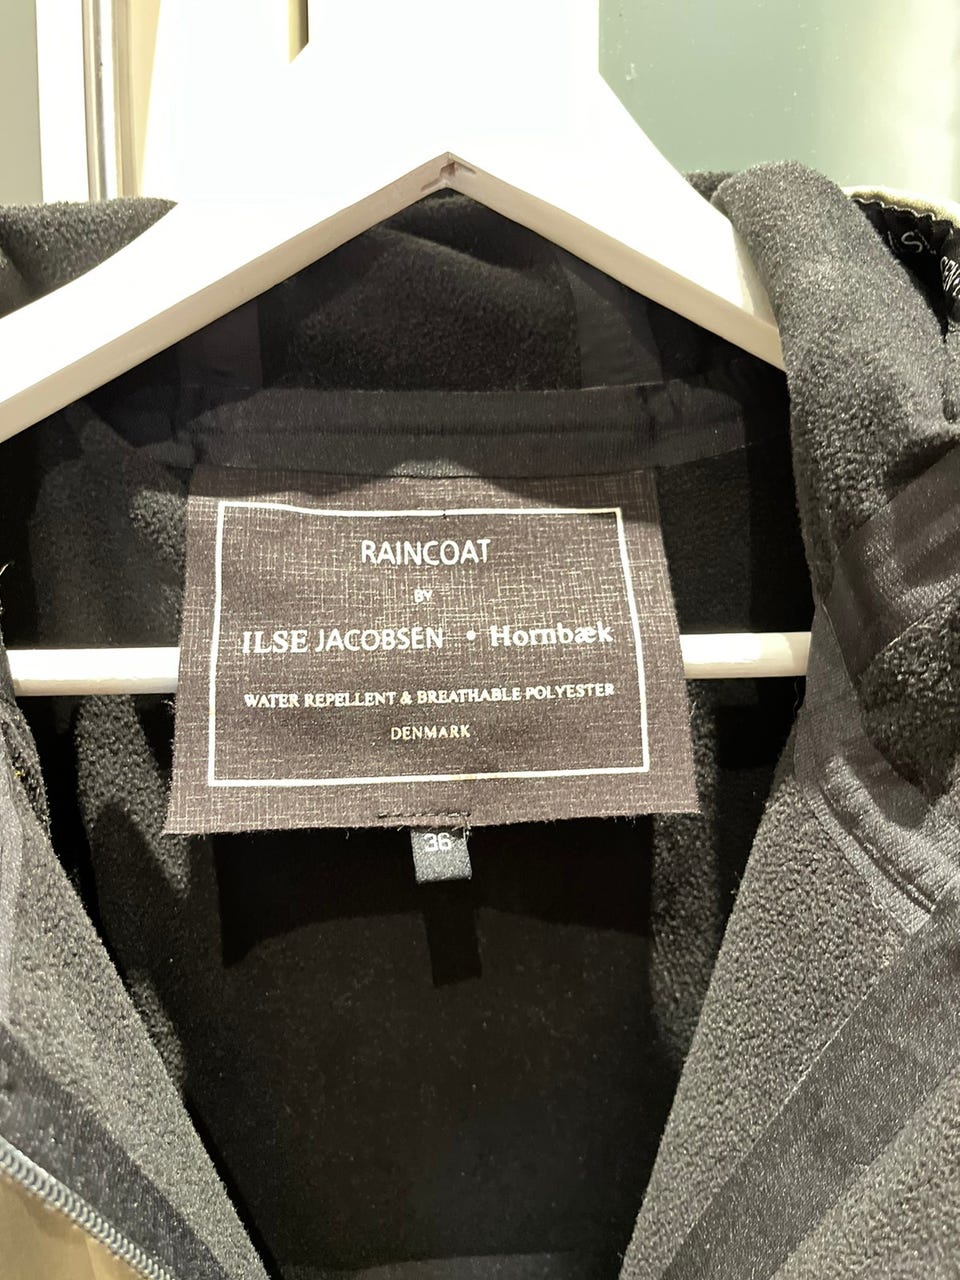 RAINCOAT
BY
ILSE JACOBSEN • Hornbæk
WATER REPELLENT & BREATHABLE POLYESTER
DENMARK
36